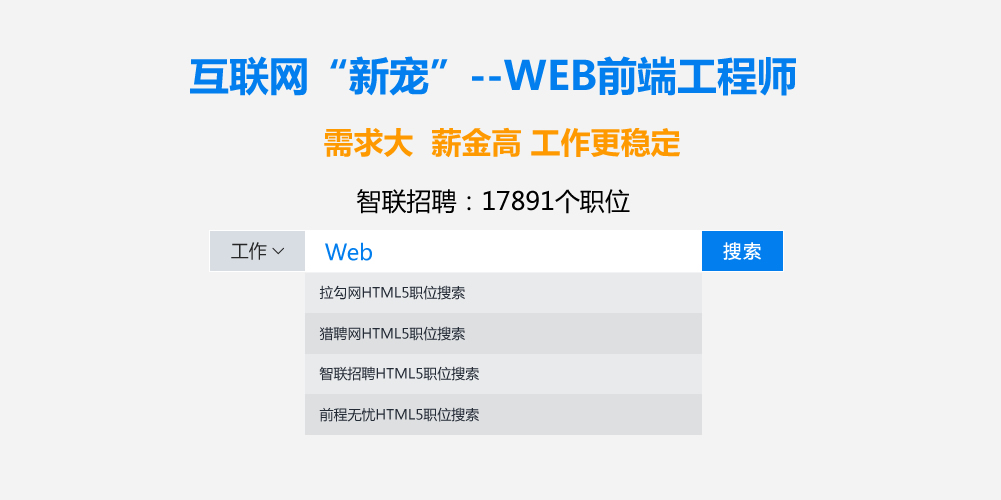 互联网“新宠”--WEB前端工程师
需求大 薪金高 工作更稳定
智联招聘：17891个职位
工作 Web 搜索
拉勾网HTML5职位搜索
猎聘网HTML5职位搜索
智联招聘HTML5职位搜索
前程无忧HTML5职位搜索